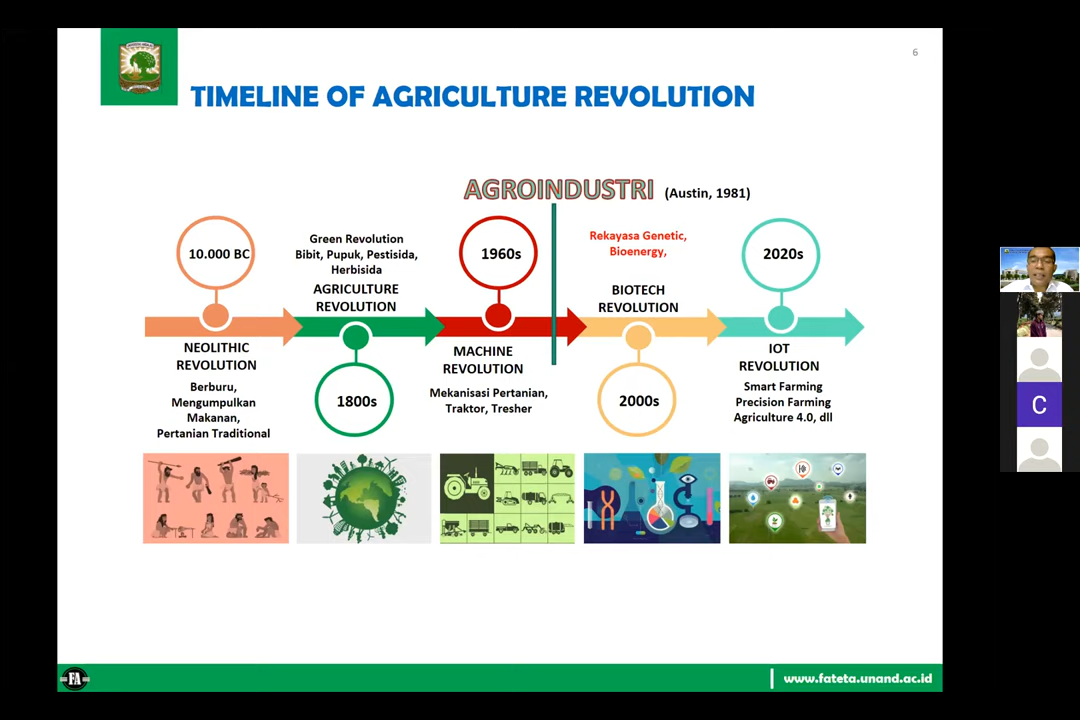 6
TIMELINE OF AGRICULTURE REVOLUTION
AGROINDUSTRI (Austin, 1981)
10.000 BC
NEOLITHIC
REVOLUTION
Berburu,
Mengumpulkan
Makanan,
Pertanian Traditional
Green Revolution
Bibit, Pupuk, Pestisida,
Herbisida
AGRICULTURE
REVOLUTION
1800s
1960s
MACHINE
REVOLUTION
Mekanisasi Pertanian,
Traktor, Tresher
Rekayasa Genetic,
Bioenergy,
BIOTECH
REVOLUTION
2000s
2020s
IOT
REVOLUTION
Smart Farming
Precision Farming
Agriculture 4.0, dll
C
FA
www.fateta.unand.ac.id